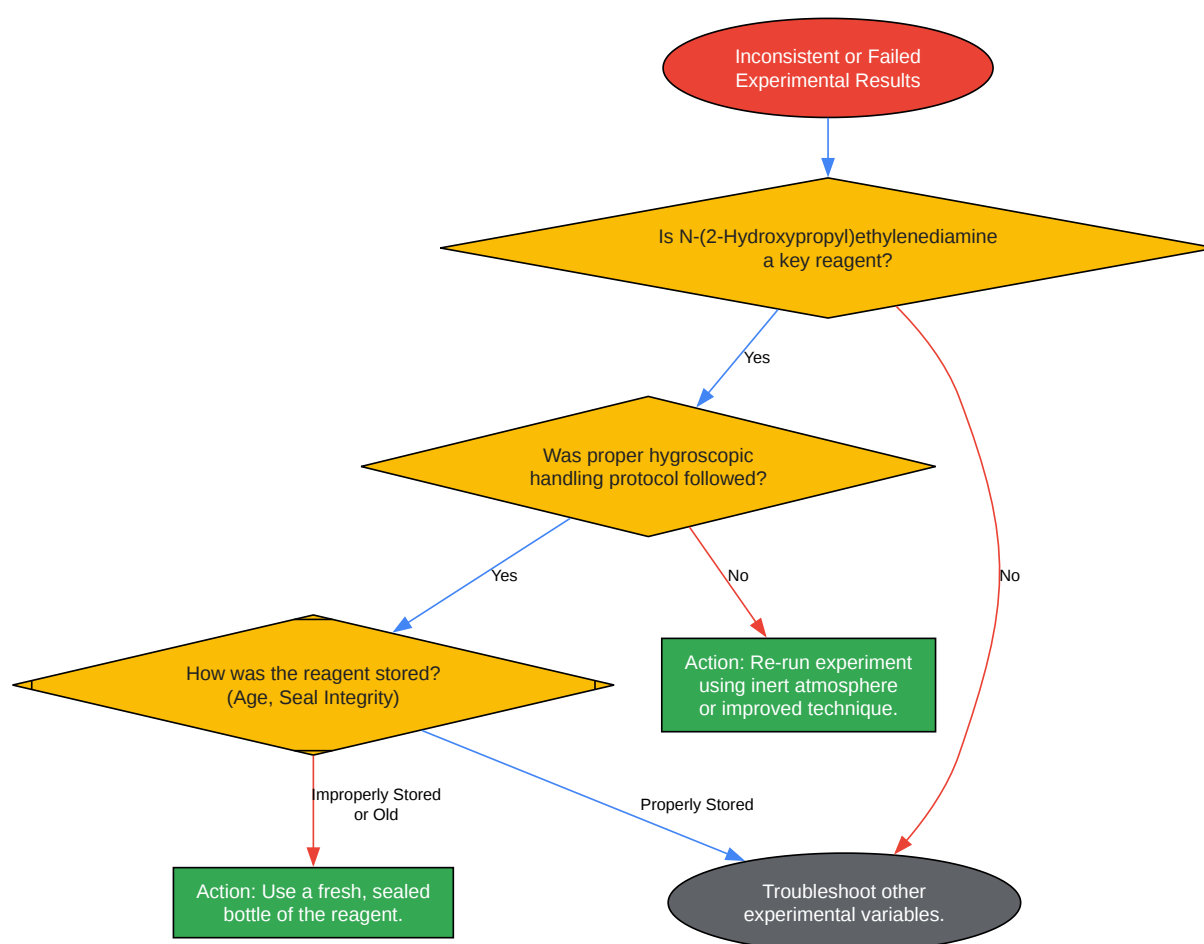 Inconsistent or Failed
Experimental Results
Is N-(2-Hydroxypropyl)ethylenediamine
a key reagent?
Yes
Was proper hygroscopic
handling protocol followed?
Yes
No
No
How was the reagent stored?
(Age, Seal Integrity)
Action: Re-run experiment
using inert atmosphere
or improved technique.
Improperly Stored
or Old
Properly Stored
Action: Use a fresh, sealed
bottle of the reagent.
Troubleshoot other
experimental variables.